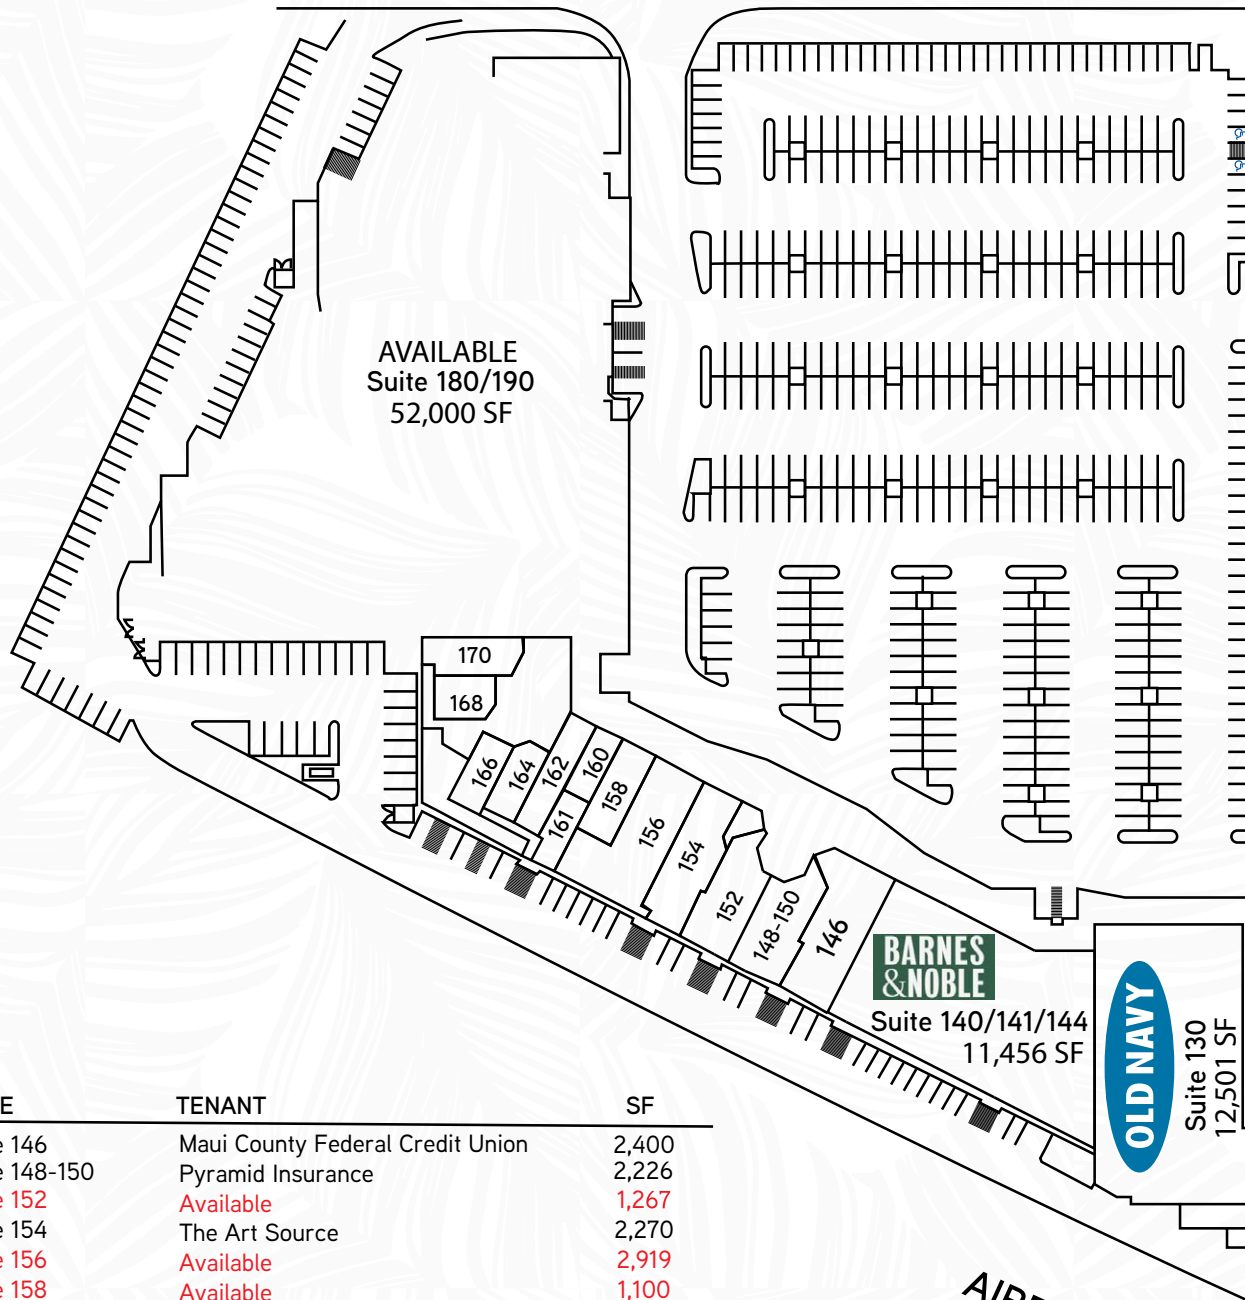 AVAILABLE
Suite 180/190
52,000 SF
170
168
166
164
162
160
161
158
156
154
152
148-150
146
BARNES
&NOBLE
Suite 140/141/144
11,456 SF
OLD NAVY
Suite 130
12,501 SF
E TENANT SF
e 146 Maui County Federal Credit Union 2,400
e 148-150 Pyramid Insurance 2,226
e 152 Available 1,267
e 154 The Art Source 2,270
e 156 Available 2,919
e 158 Available 1,100